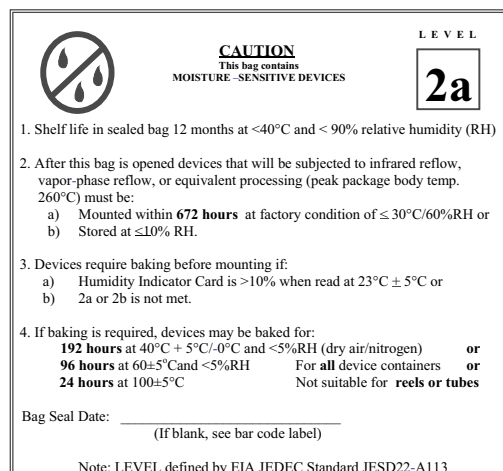 LEVEL
CAUTION
This bag contains
MOISTURE –SENSITIVE DEVICES
2a
1. Shelf life in sealed bag 12 months at <40°C and < 90% relative humidity (RH)
2. After this bag is opened devices that will be subjected to infrared reflow,
vapor-phase reflow, or equivalent processing (peak package body temp.
260°C) must be:
a) Mounted within 672 hours at factory condition of ≤ 30°C/60%RH or
b) Stored at ≤10% RH.
3. Devices require baking before mounting if:
a) Humidity Indicator Card is >10% when read at 23°C ± 5°C or
b) 2a or 2b is not met.
4. If baking is required, devices may be baked for:
192 hours at 40°C + 5°C/-0°C and <5%RH (dry air/nitrogen) or
96 hours at 60±5°Cand <5%RH For all device containers or
24 hours at 100±5°C Not suitable for reels or tubes
Bag Seal Date: ______________________________
(If blank, see bar code label)
Note: LEVEL defined by EIA JEDEC Standard JESD22-A113